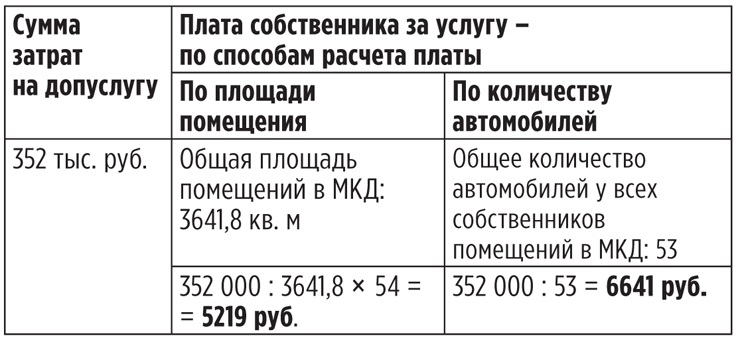 Сумма
затрат
на допуслугу
Плата собственника за услугу –
по способам расчета платы
По площади
помещения
По количеству
автомобилей
352 тыс. руб.
Общая площадь
помещений в МКД:
3641,8 кв. м
Общее количество
автомобилей у всех
собственников
помещений в МКД: 53
352 000 : 3641,8 × 54 =
= 5219 руб.
352 000 : 53 = 6641 руб.